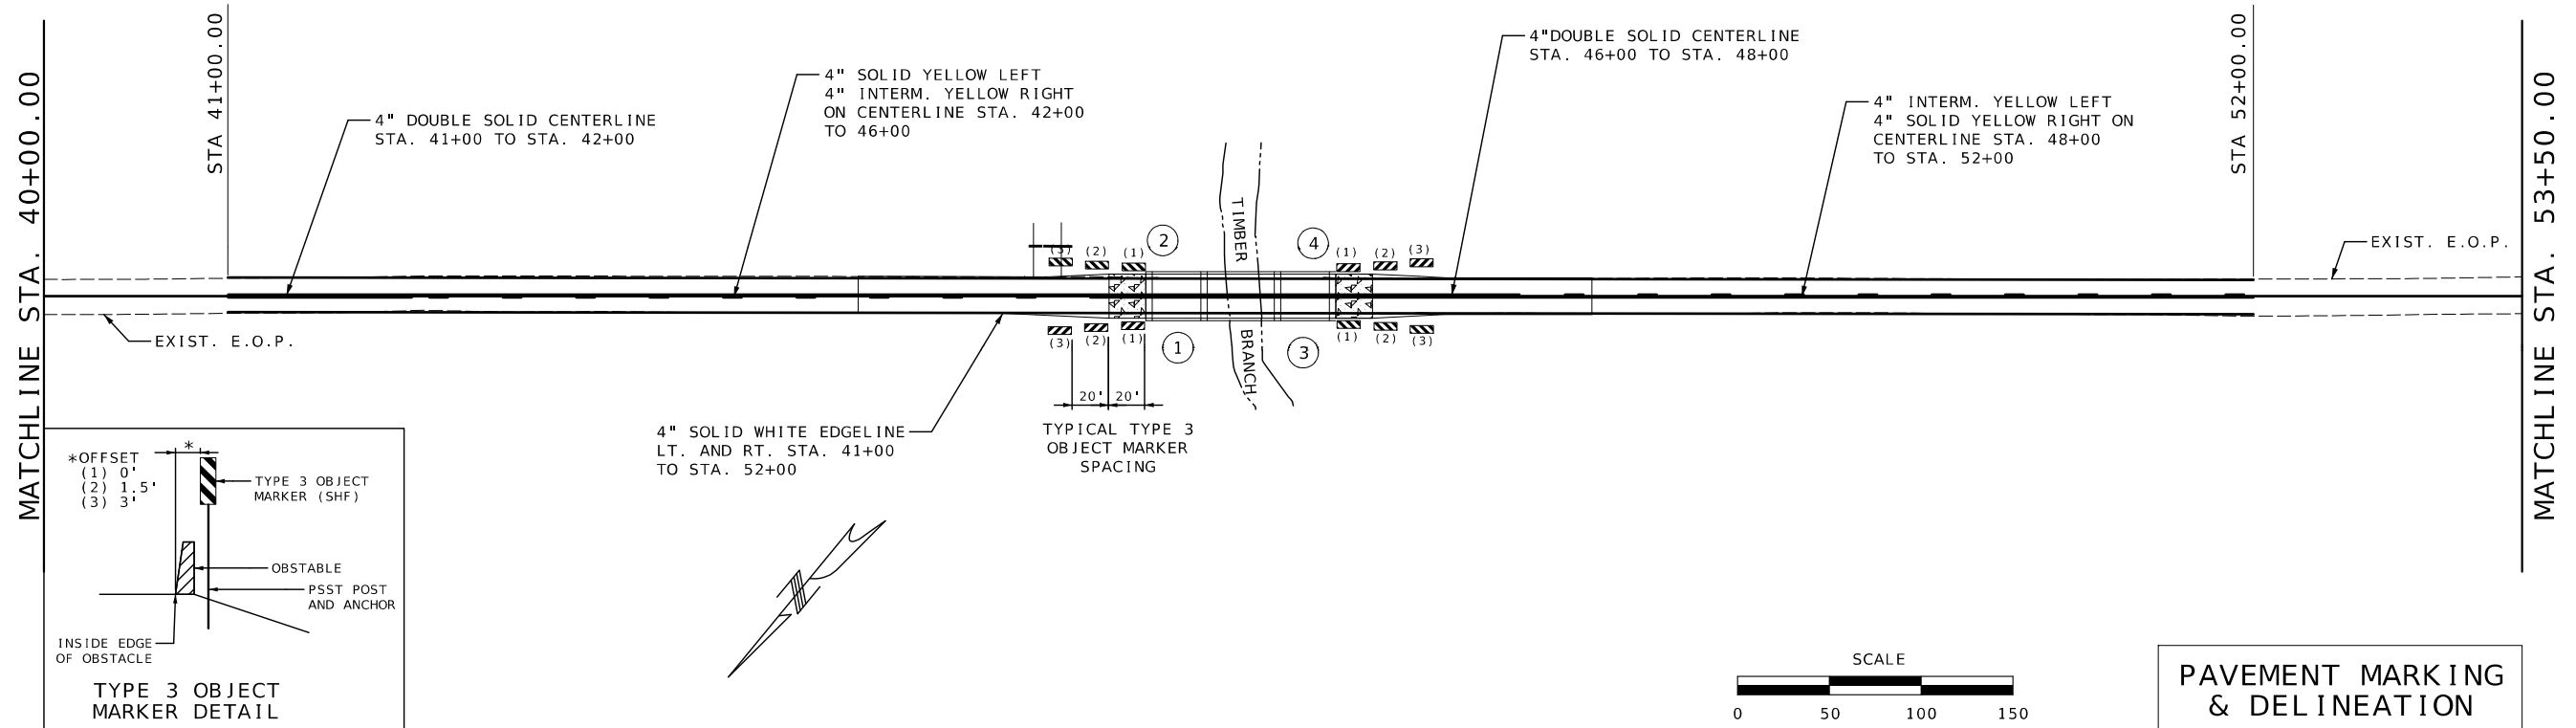 MATCHLINE STA. 40+00.00
STA 41+00.00
4" DOUBLE SOLID CENTERLINE
STA. 41+00 TO STA. 42+00
4" SOLID YELLOW LEFT
4" INTERM. YELLOW RIGHT
ON CENTERLINE STA. 42+00
TO 46+00
4"DOUBLE SOLID CENTERLINE
STA. 46+00 TO STA. 48+00
4" INTERM. YELLOW LEFT
4" SOLID YELLOW RIGHT ON
CENTERLINE STA. 48+00
TO STA. 52+00
STA 52+00.00
MATCHLINE STA. 53+50.00
EXIST. E.O.P.
(3)
(2)
(1)
2
TIMBER
4
(1)
(2)
(3)
EXIST. E.O.P.
(3)
(2)
(1)
1
BRANCH
3
(1)
(2)
(3)
20'
20'
TYPICAL TYPE 3
OBJECT MARKER
SPACING
4" SOLID WHITE EDGELINE
LT. AND RT. STA. 41+00
TO STA. 52+00
*
*OFFSET
(1) 0'
(2) 1.5'
(3) 3'
TYPE 3 OBJECT
MARKER (SHF)
OBSTABLE
PSST POST
AND ANCHOR
INSIDE EDGE
OF OBSTACLE
TYPE 3 OBJECT
MARKER DETAIL
SCALE
0 50 100 150
PAVEMENT MARKING
& DELINEATION